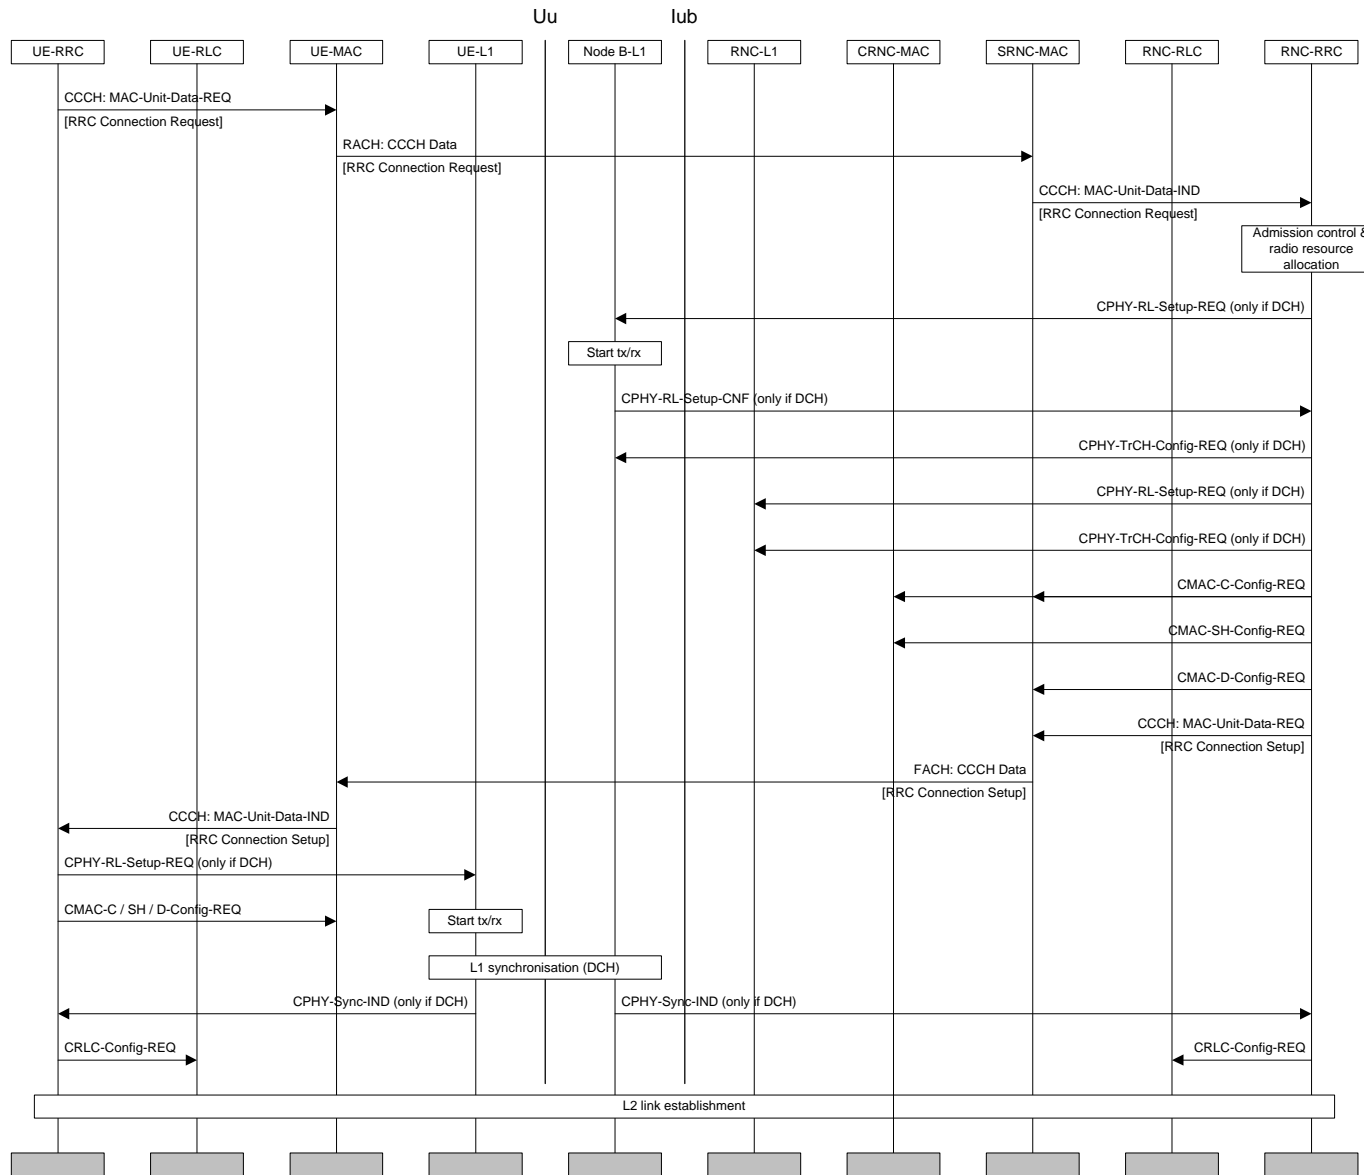 Uu
Iub
UE-RRC
UE-RLC
UE-MAC
UE-L1
Node B-L1
RNC-L1
CRNC-MAC
SRNC-MAC
RNC-RLC
RNC-RRC
CCCH: MAC-Unit-Data-REQ
[RRC Connection Request]
RACH: CCCH Data
[RRC Connection Request]
CCCH: MAC-Unit-Data-IND
[RRC Connection Request]
Admission control &
radio resource
allocation
CPHY-RL-Setup-REQ (only if DCH)
Start tx/rx
CPHY-RL-Setup-CNF (only if DCH)
CPHY-TrCH-Config-REQ (only if DCH)
CPHY-RL-Setup-REQ (only if DCH)
CPHY-TrCH-Config-REQ (only if DCH)
CMAC-C-Config-REQ
CMAC-SH-Config-REQ
CMAC-D-Config-REQ
CCCH: MAC-Unit-Data-REQ
[RRC Connection Setup]
FACH: CCCH Data
[RRC Connection Setup]
CCCH: MAC-Unit-Data-IND
[RRC Connection Setup]
CPHY-RL-Setup-REQ (only if DCH)
CMAC-C / SH / D-Config-REQ
Start tx/rx
L1 synchronisation (DCH)
CPHY-Sync-IND (only if DCH)
CPHY-Sync-IND (only if DCH)
CRLC-Config-REQ
CRLC-Config-REQ
L2 link establishment